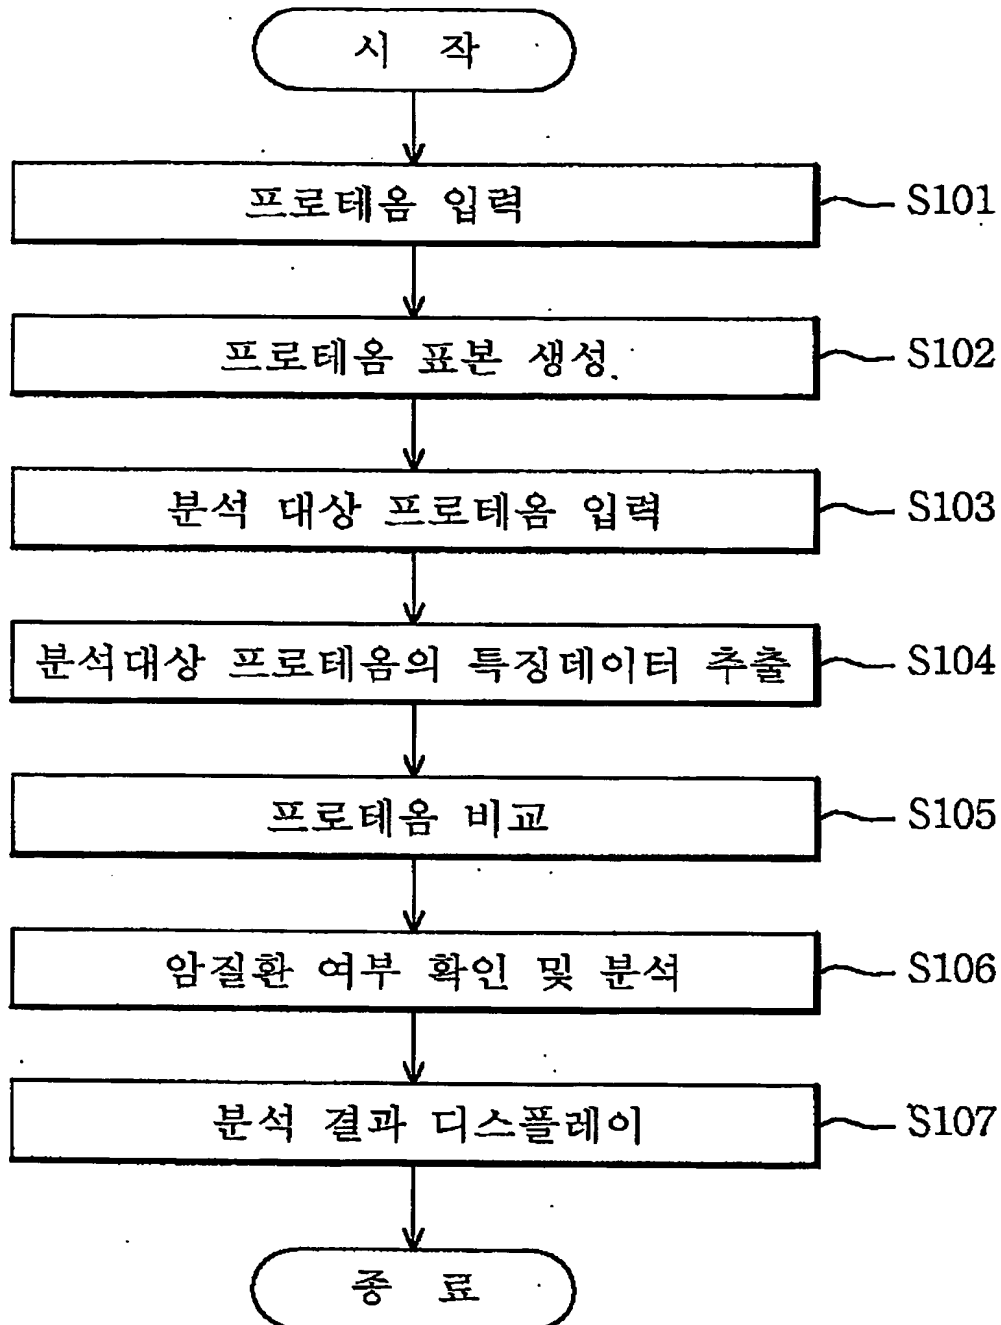 시 작
프로테옴 입력 S101
프로테옴 표본 생성 S102
분석 대상 프로테옴 입력 S103
분석대상 프로테옴의 특징데이터 추출 S104
프로테옴 비교 S105
암질환 여부 확인 및 분석 S106
분석 결과 디스플레이 S107
종 료